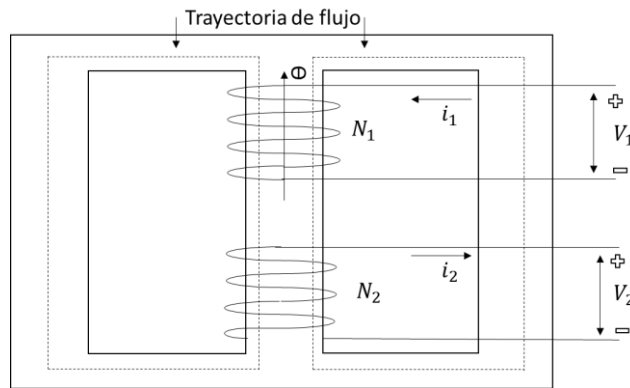 Trayectoria de flujo
Θ
N₁
i₁
+
V₁
−
N₂
i₂
+
V₂
−